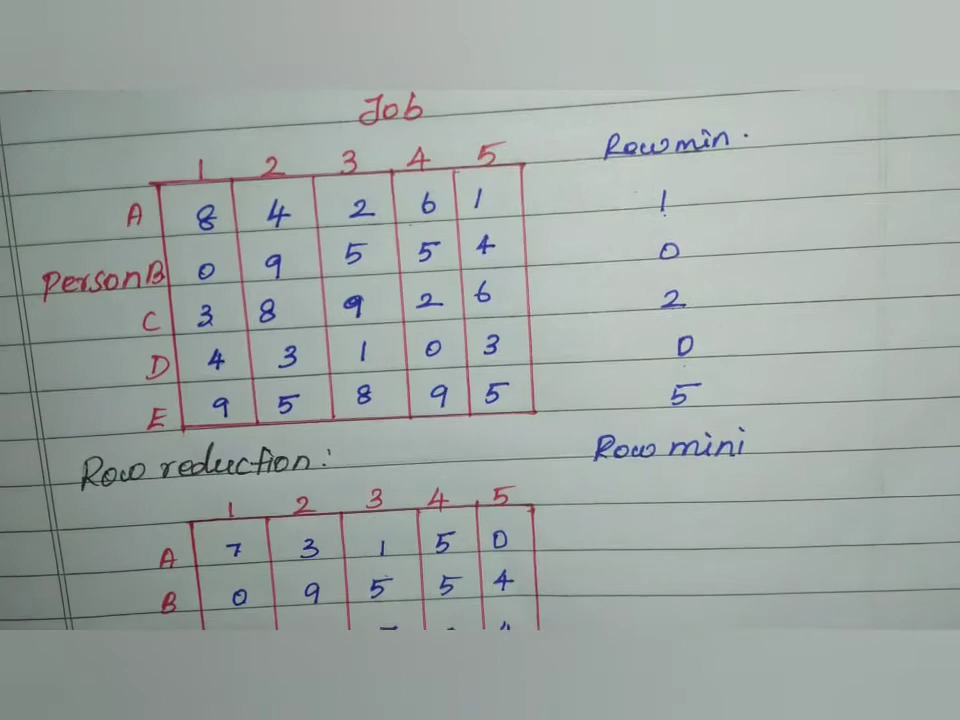 Job
1 2 3 4 5 Row min.
A 8 4 2 6 1 1
Person B 0 9 5 5 4 0
C 3 8 9 2 6 2
D 4 3 1 0 3 0
E 9 5 8 9 5 5
Row reduction: Row mini
1 2 3 4 5
A 7 3 1 5 0
B 0 9 5 5 4